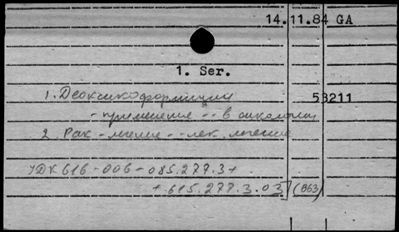 14.11.84 GA
1. Ser.
1. Деоксикоформицин
53211
- применение - - в онкологии
2. Рак - лечение - - лек. лечение
УДК 616-006-085.277.3+
+615.277.3.03] (063)